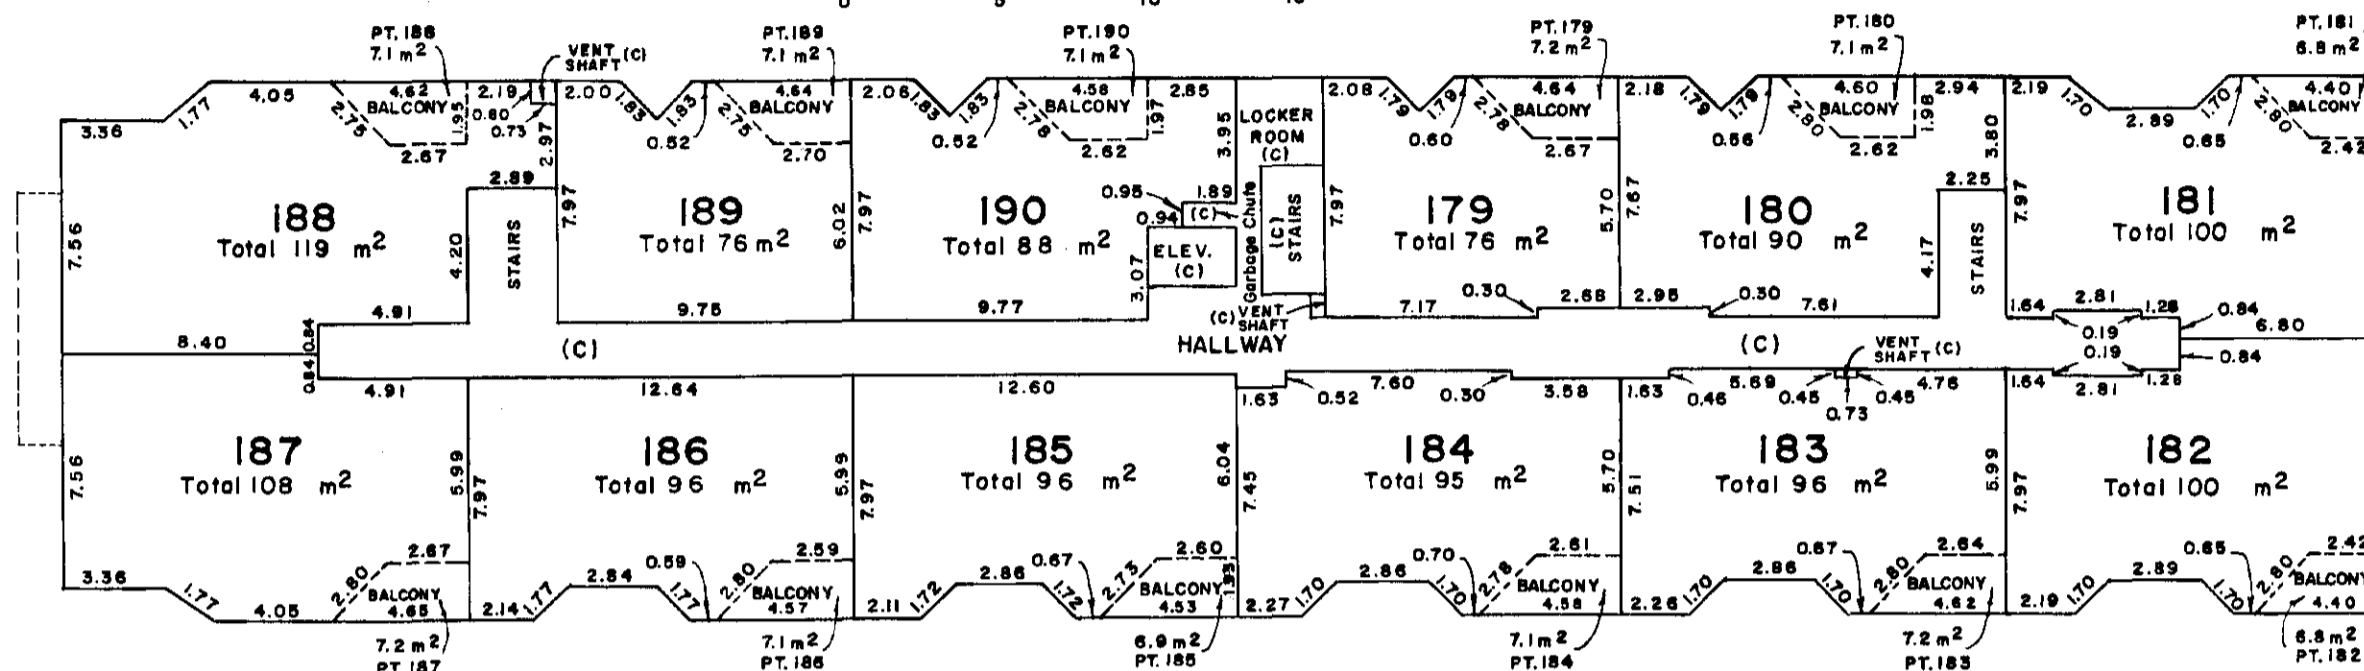 PT. 188
7.1 m2
VENT (C)
SHAFT
PT. 189
7.1 m2
PT. 190
7.1 m2
PT. 179
7.2 m2
PT. 180
7.1 m2
PT. 181
6.8 m2
3.36
1.77
4.05
2.75
4.62
BALCONY
1.95
2.67
2.19
0.80
0.73
2.97
2.00
1.83
1.83
0.52
2.75
4.64
BALCONY
2.70
2.06
1.83
1.83
0.52
2.78
4.58
BALCONY
1.97
2.62
2.85
3.95
LOCKER
ROOM
(C)
2.08
1.79
1.79
0.60
2.78
4.64
BALCONY
2.67
2.18
1.79
1.79
0.56
2.80
4.60
BALCONY
1.98
2.62
2.94
3.80
2.19
1.70
2.89
1.70
0.65
2.80
4.40
BALCONY
2.42
7.56
188
Total 119 m2
2.89
4.20
STAIRS
7.97
189
Total 76 m2
6.02
7.97
190
Total 88 m2
0.95
1.89
0.94
(C)
ELEV.
(C)
3.07
Garbage Chute
(C)
STAIRS
7.97
179
Total 76 m2
5.70
7.67
180
Total 90 m2
2.25
4.17
STAIRS
7.97
181
Total 100 m2
4.91
9.75
9.77
(C) VENT
SHAFT
7.17
0.30
2.68
2.95
0.30
7.61
1.64
2.81
1.28
0.19
0.84
6.80
8.40
0.84
0.84
(C)
HALLWAY
(C)
VENT
SHAFT (C)
0.19
0.84
4.91
12.64
12.60
1.63
0.52
7.60
0.30
3.58
1.63
0.46
5.69
0.45
0.73
0.45
4.76
1.64
2.81
1.28
7.56
187
Total 108 m2
5.99
7.97
186
Total 96 m2
5.99
7.97
185
Total 96 m2
6.04
7.45
184
Total 95 m2
5.70
7.51
183
Total 96 m2
5.99
7.97
182
Total 100 m2
3.36
1.77
4.05
2.80
2.67
BALCONY
4.65
2.14
1.77
2.84
1.77
0.59
2.80
2.59
BALCONY
4.57
2.11
1.72
2.86
1.72
0.67
2.73
2.60
BALCONY
1.93
4.53
2.27
1.70
2.86
1.70
0.70
2.78
2.61
BALCONY
4.58
2.26
1.70
2.86
1.70
0.67
2.80
2.64
BALCONY
4.62
2.19
1.70
2.89
1.70
0.65
2.80
2.42
BALCONY
4.40
7.2 m2
PT. 187
7.1 m2
PT. 186
6.9 m2
PT. 185
7.1 m2
PT. 184
7.2 m2
PT. 183
6.8 m2
PT. 182